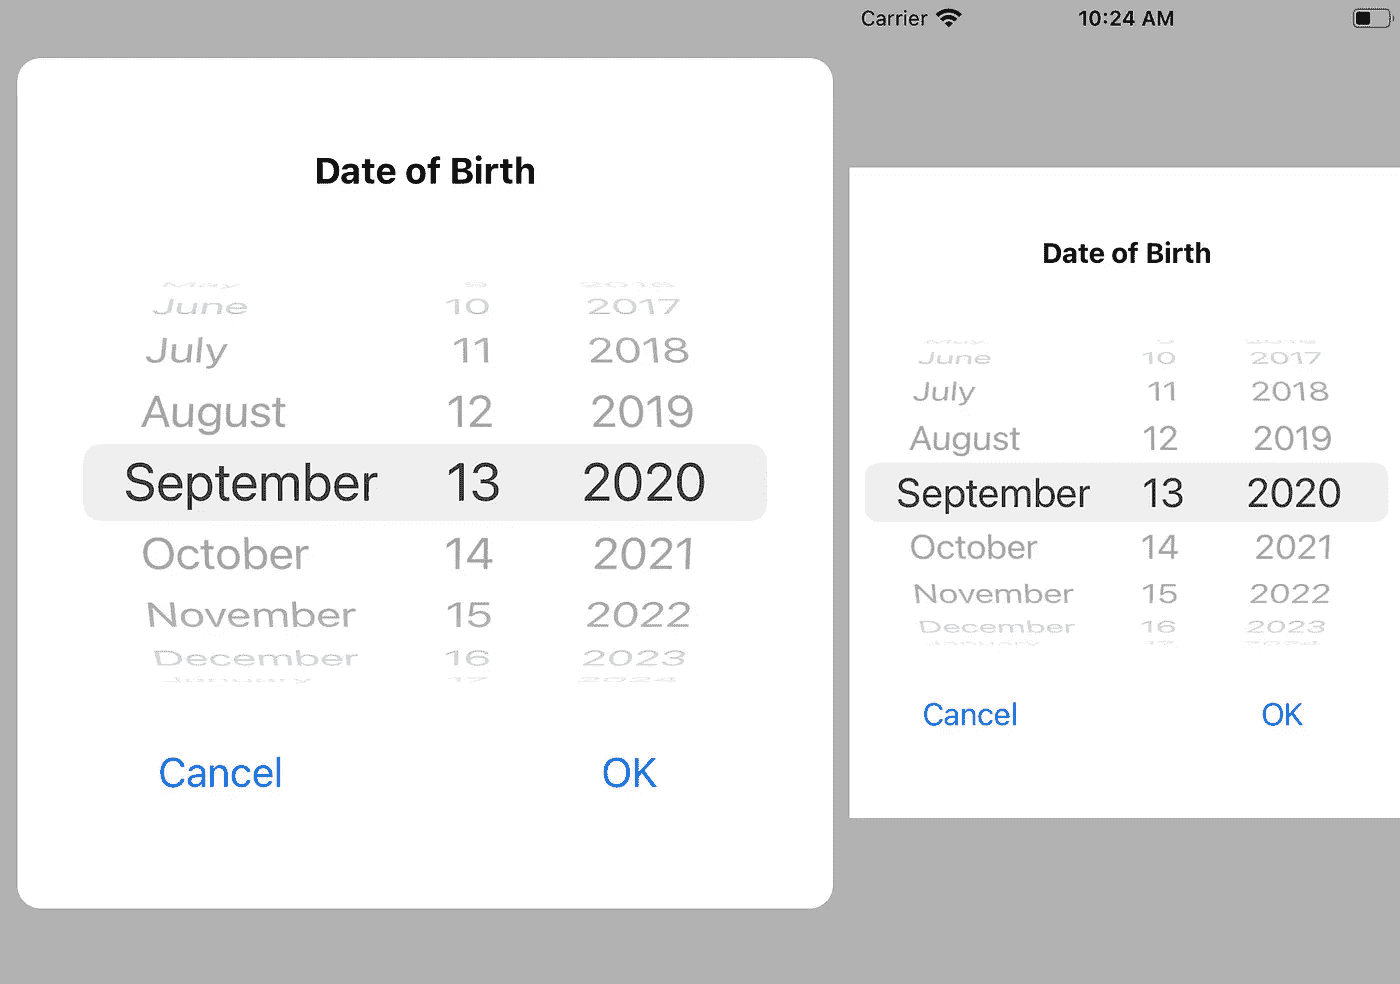 Date of Birth
May 9 2016
June 10 2017
July 11 2018
August 12 2019
September 13 2020
October 14 2021
November 15 2022
December 16 2023
January 17 2024
Cancel OK
Carrier 10:24 AM
Date of Birth
May 9 2016
June 10 2017
July 11 2018
August 12 2019
September 13 2020
October 14 2021
November 15 2022
December 16 2023
January 17 2024
Cancel OK